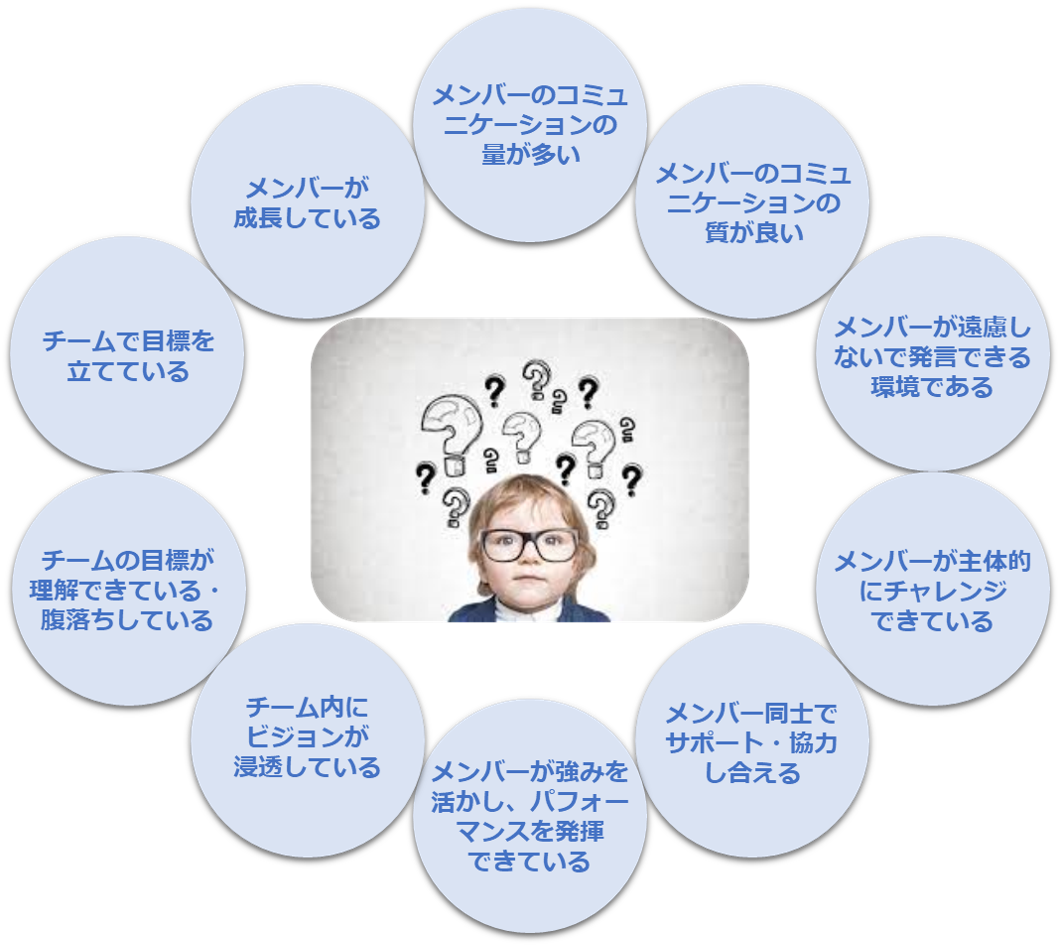 メンバーのコミュ
ニケーションの
量が多い
メンバーのコミュ
ニケーションの
質が良い
メンバーが遠慮し
ないで発言できる
環境である
メンバーが主体的
にチャレンジ
できている
メンバー同士で
サポート・協力
し合える
メンバーが強みを
活かし、パフォー
マンスを発揮
できている
チーム内に
ビジョンが
浸透している
チームの目標が
理解できている・
腹落ちしている
チームで目標を
立てている
メンバーが
成長している